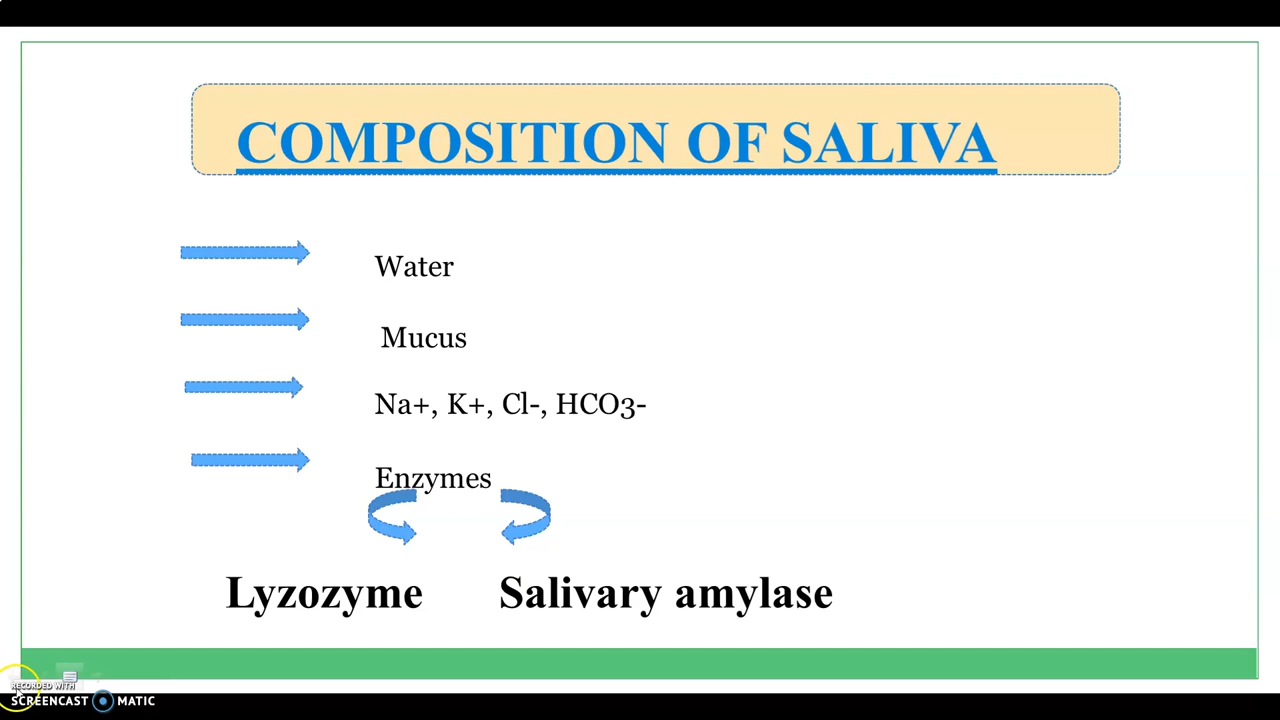 COMPOSITION OF SALIVA
Water
Mucus
Na+, K+, Cl-, HCO3-
Enzymes
Lyzozyme Salivary amylase
RECORDED WITH
SCREENCAST MATIC